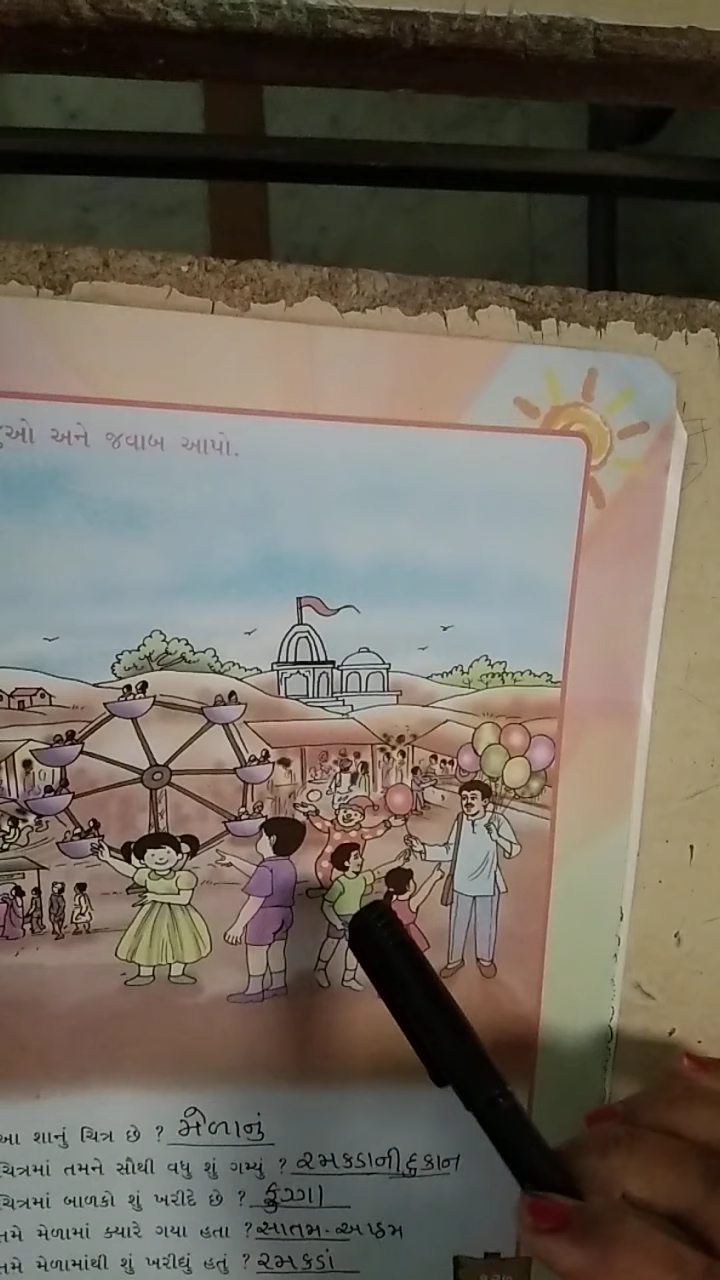 અને જવાબ આપો.
આ શાનું ચિત્ર છે ? મેળાનું
ચિત્રમાં તમને સૌથી વધુ શું ગમ્યું ? રમકડાની દુકાન
ચિત્રમાં બાળકો શું ખરીદે છે ? ફુગ્ગા
તમે મેળામાં ક્યારે ગયા હતા ? સાતમ-આઠમ
તમે મેળામાંથી શું ખરીદ્યું હતું ? રમકડાં